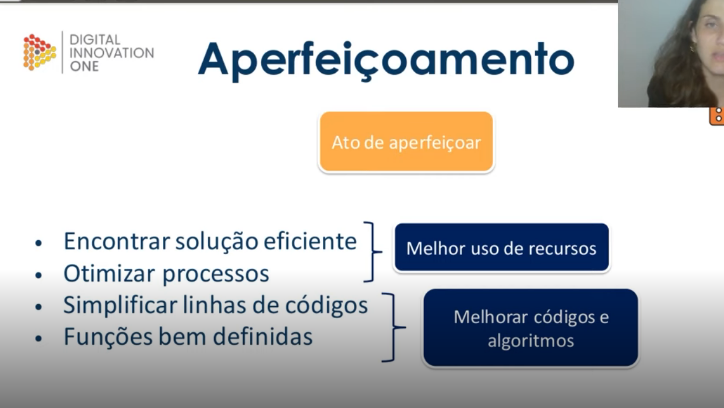 DIGITAL
INNOVATION
ONE
Aperfeiçoamento
Ato de aperfeiçoar
• Encontrar solução eficiente
• Otimizar processos
Melhor uso de recursos
• Simplificar linhas de códigos
• Funções bem definidas
Melhorar códigos e
algoritmos